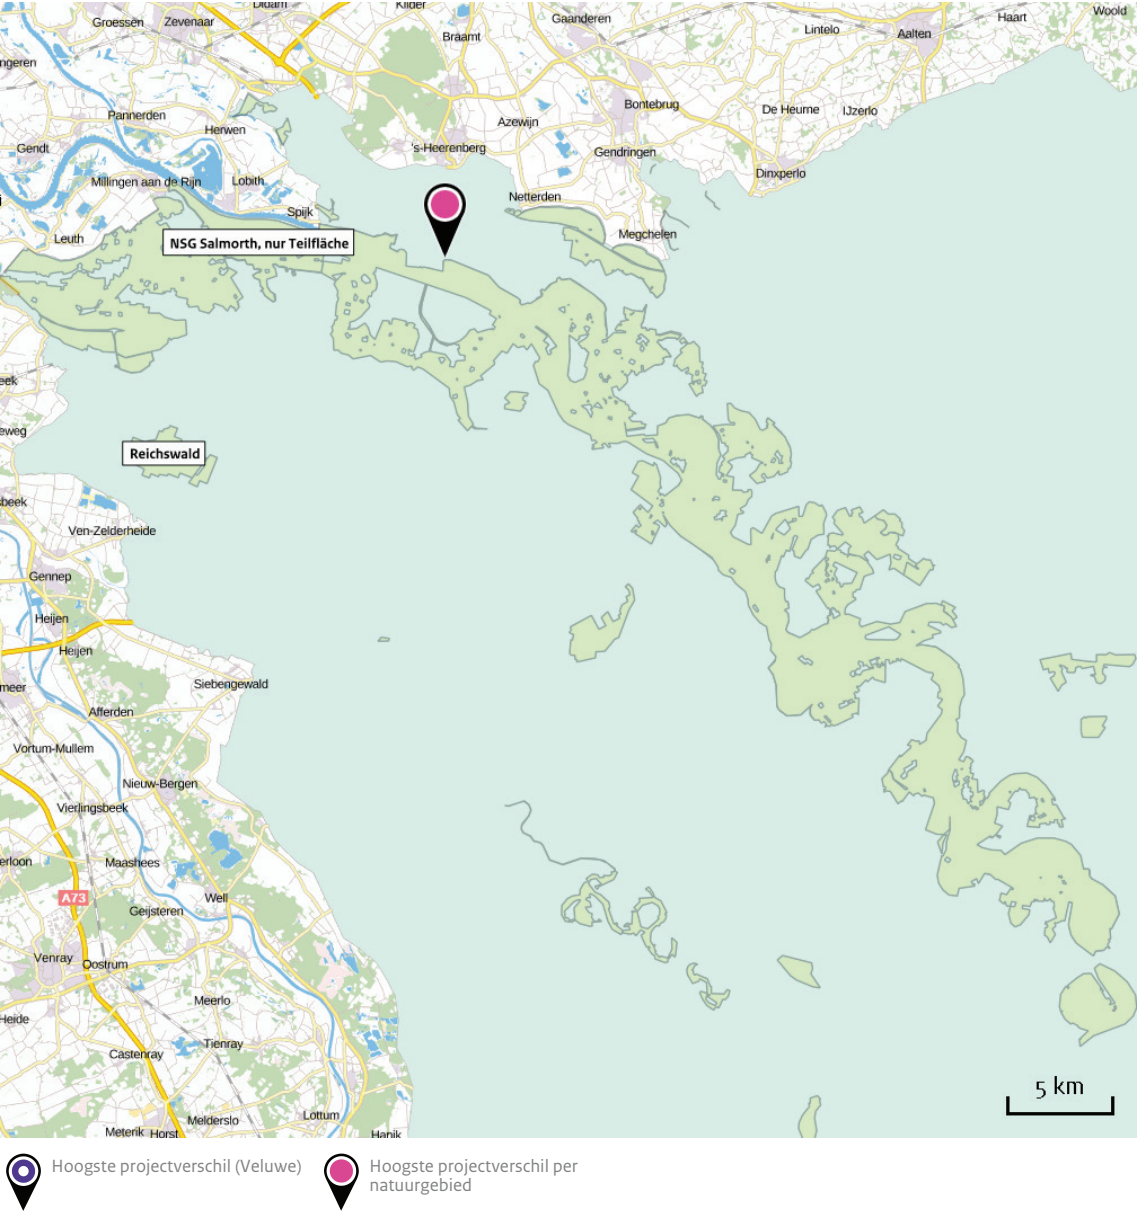 Didam
Kilder
Groessen
Zevenaar
Gaanderen
Haart
Woold
Braamt
Lintelo
Aalten
ngeren
Pannerden
Bontebrug
De Heurne
IJzerlo
Azewijn
Herwen
Gendt
's-Heerenberg
Gendringen
Dinxperlo
Millingen aan de Rijn
Lobith
Netterden
Spijk
Leuth
Megchelen
NSG Salmorth, nur Teilfläche
eek
eweg
Reichswald
sbeek
Ven-Zelderheide
Gennep
Heijen
Heijen
meer
Siebengewald
Afferden
Vortum-Mullem
Nieuw-Bergen
Vierlingsbeek
erloon
Maashees
A73
Well
Geijsteren
Venray
Oostrum
Meerlo
Heide
Tienray
Castenray
5 km
Melderslo
Lottum
Meterik
Horst
Hanik
Hoogste projectverschil (Veluwe)
Hoogste projectverschil per
natuurgebied